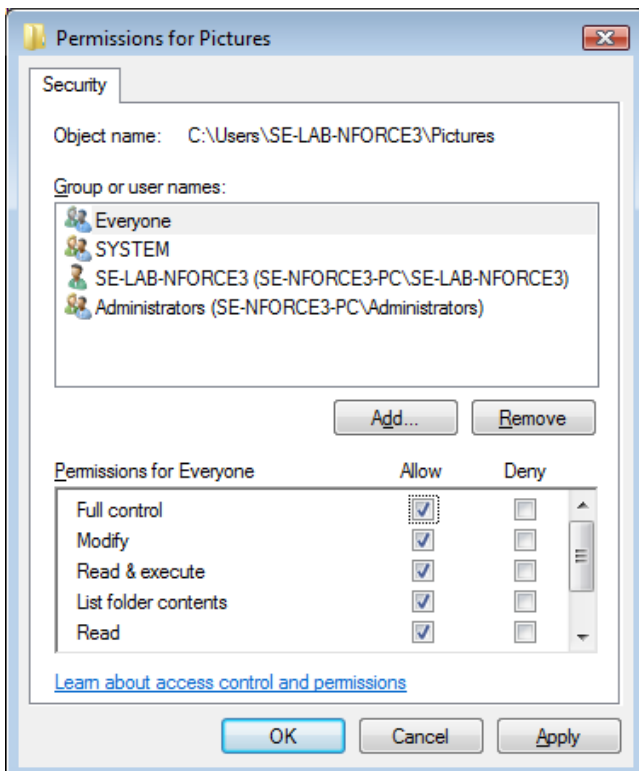 Permissions for Pictures
Security
Object name: C:\Users\SE-LAB-NFORCE3\Pictures
Group or user names:
Everyone
SYSTEM
SE-LAB-NFORCE3 (SE-NFORCE3-PC\SE-LAB-NFORCE3)
Administrators (SE-NFORCE3-PC\Administrators)
Add... Remove
Permissions for Everyone Allow Deny
Full control
Modify
Read & execute
List folder contents
Read
Learn about access control and permissions
OK Cancel Apply